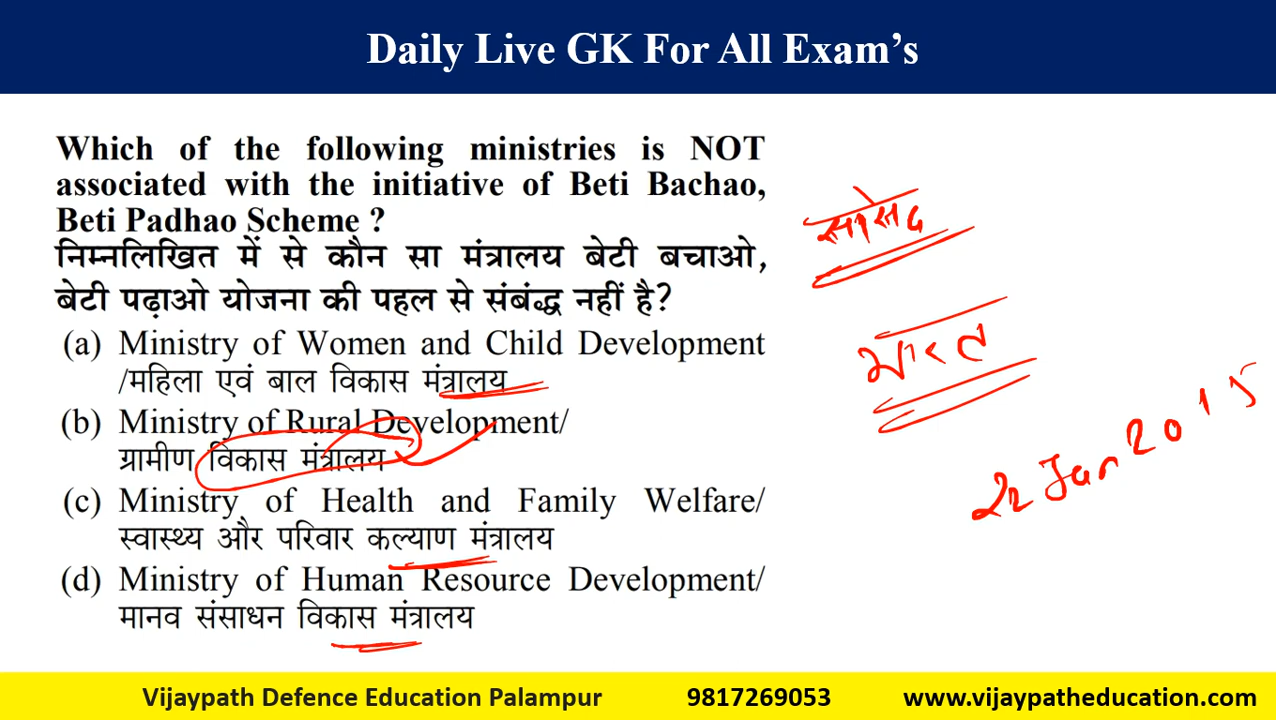 Daily Live GK For All Exam’s
Which of the following ministries is NOT
associated with the initiative of Beti Bachao,
Beti Padhao Scheme ?
निम्नलिखित में से कौन सा मंत्रालय बेटी बचाओ,
बेटी पढ़ाओ योजना की पहल से संबंद्ध नहीं है?
(a) Ministry of Women and Child Development
/महिला एवं बाल विकास मंत्रालय
(b) Ministry of Rural Development/
ग्रामीण विकास मंत्रालय
(c) Ministry of Health and Family Welfare/
स्वास्थ्य और परिवार कल्याण मंत्रालय
(d) Ministry of Human Resource Development/
मानव संसाधन विकास मंत्रालय
भारत
22 Jan 2015
Vijaypath Defence Education Palampur 9817269053 www.vijaypatheducation.com